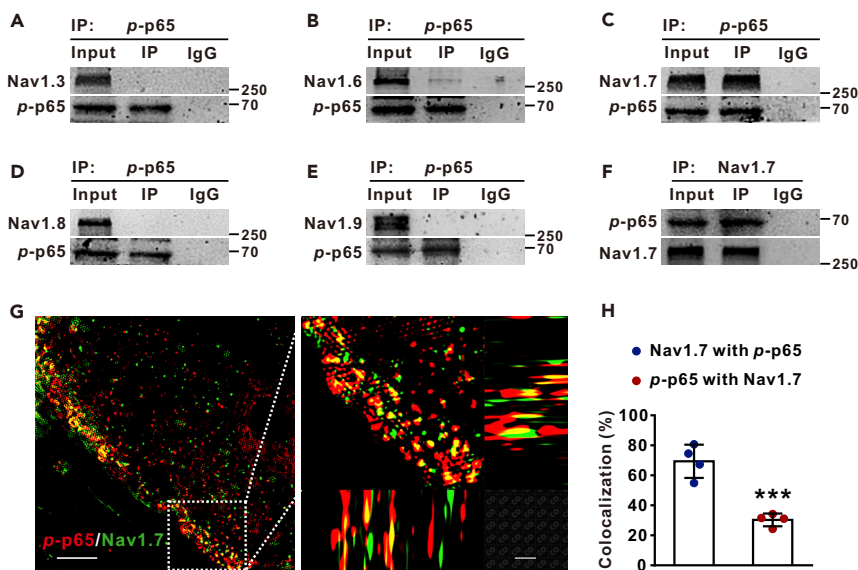 A
IP: p-p65
Input IP IgG
Nav1.3
250
p-p65
70
B
IP: p-p65
Input IP IgG
Nav1.6
250
p-p65
70
C
IP: p-p65
Input IP IgG
Nav1.7
250
p-p65
70
D
IP: p-p65
Input IP IgG
Nav1.8
250
p-p65
70
E
IP: p-p65
Input IP IgG
Nav1.9
250
p-p65
70
F
IP: Nav1.7
Input IP IgG
p-p65
70
Nav1.7
250
G
p-p65/Nav1.7
H
Nav1.7 with p-p65
p-p65 with Nav1.7
Colocalization (%)
100
80
60
40
20
0
***